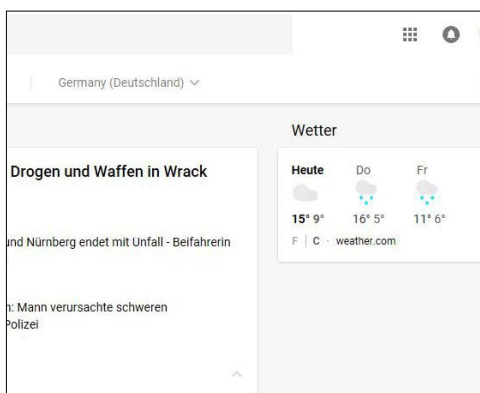 Germany (Deutschland)
Wetter
Drogen und Waffen in Wrack
und Nürnberg endet mit Unfall - Beifahrerin
n: Mann verursachte schweren
Polizei
Heute Do Fr
15° 9° 16° 5° 11° 6°
F | C · weather.com